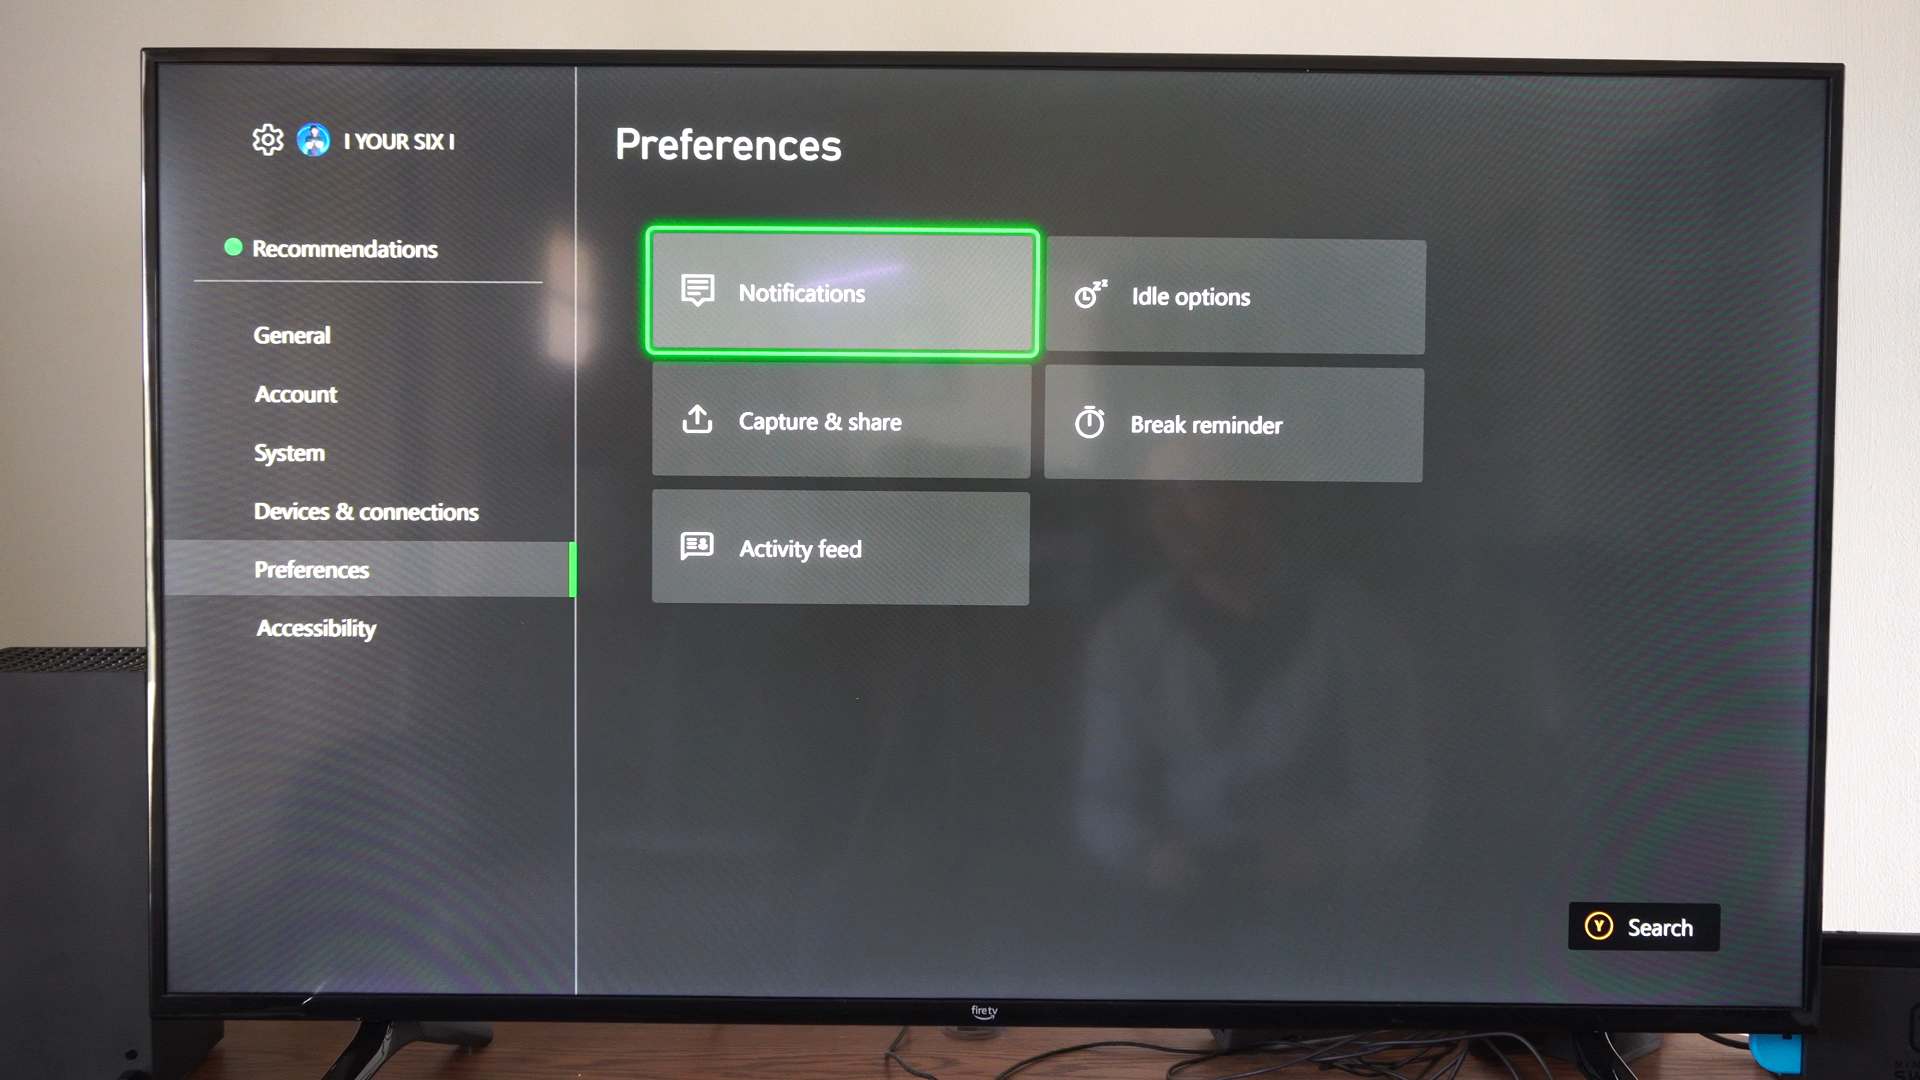 I YOUR SIX I
Recommendations
General
Account
System
Devices & connections
Preferences
Accessibility
Preferences
Notifications
Idle options
Capture & share
Break reminder
Activity feed
Y Search
fire tv